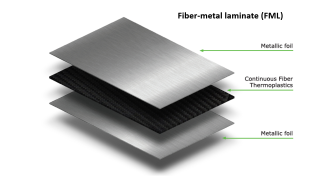 Fiber-metal laminate (FML)
Metallic foil
Continuous Fiber
Thermoplastics
Metallic foil